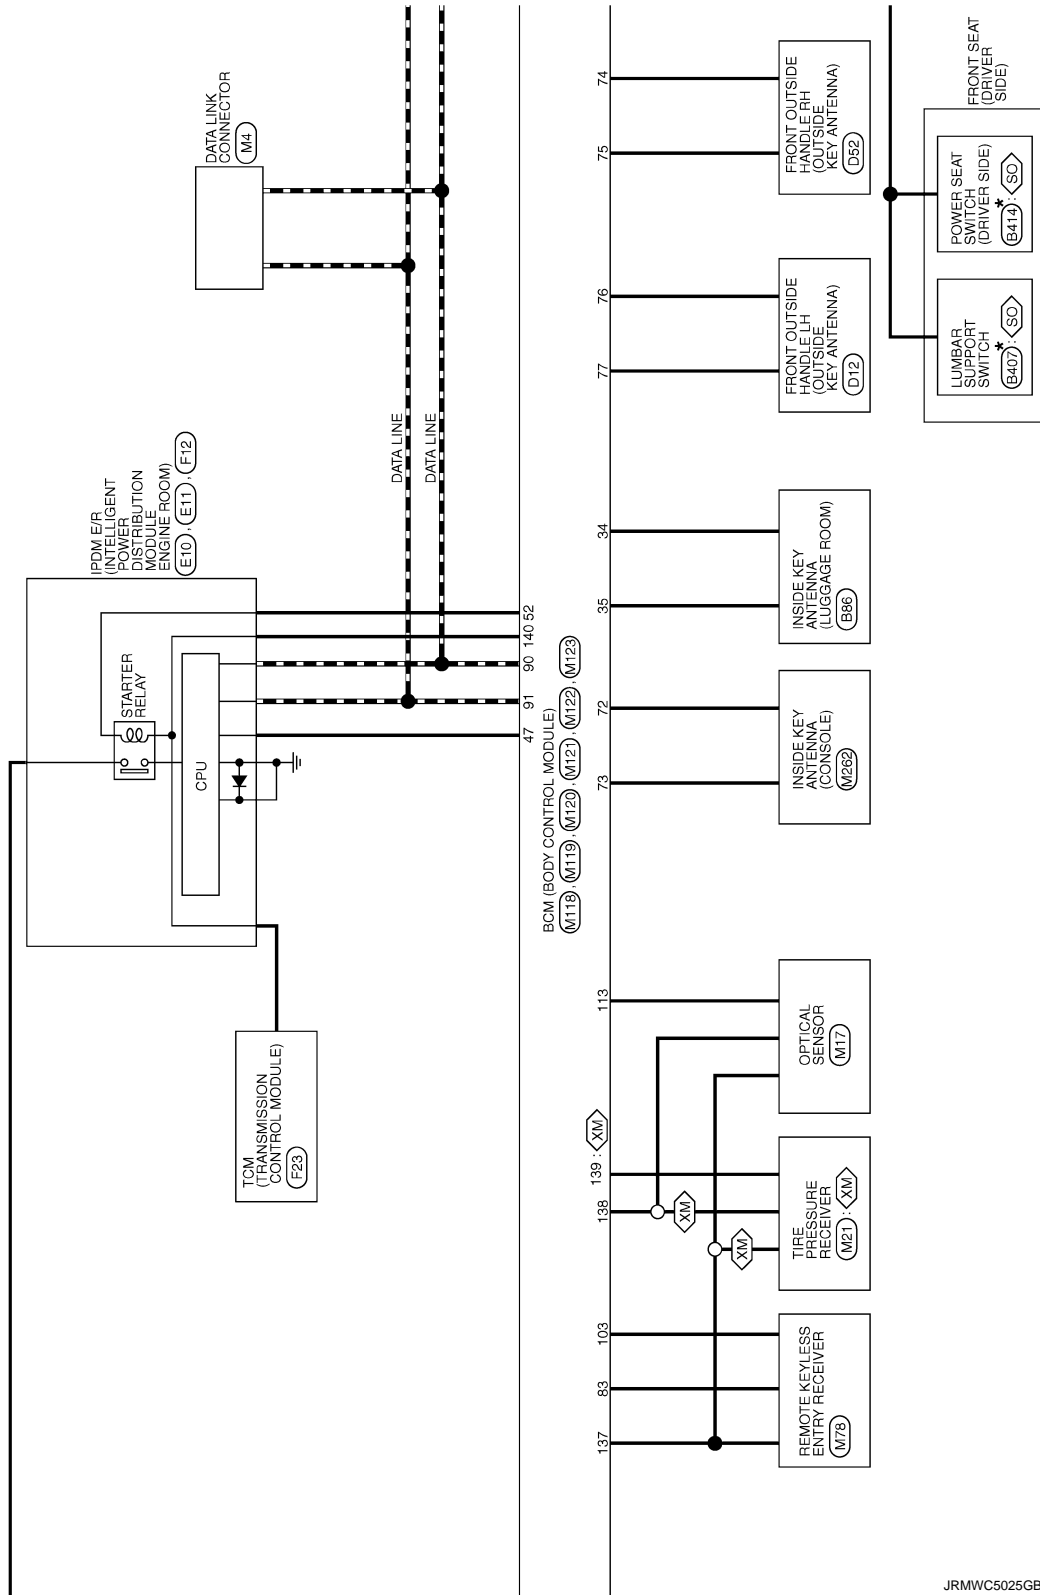 IPDM E/R
(INTELLIGENT
POWER
DISTRIBUTION
MODULE
ENGINE ROOM)
E10 , E11 , F12
STARTER
RELAY
CPU
TCM
(TRANSMISSION
CONTROL MODULE)
F23
DATA LINK
CONNECTOR
M4
DATA LINE
DATA LINE
47
91
90
140
52
BCM (BODY CONTROL MODULE)
M118 , M119 , M120 , M121 , M122 , M123
137
83
103
138
139 : XM
113
73
72
35
34
77
76
75
74
XM
XM
REMOTE KEYLESS
ENTRY RECEIVER
M78
TIRE
PRESSURE
RECEIVER
M21 : XM
OPTICAL
SENSOR
M17
INSIDE KEY
ANTENNA
(CONSOLE)
M262
INSIDE KEY
ANTENNA
(LUGGAGE ROOM)
B86
FRONT OUTSIDE
HANDLE LH
(OUTSIDE
KEY ANTENNA)
D12
FRONT OUTSIDE
HANDLE RH
(OUTSIDE
KEY ANTENNA)
D52
LUMBAR
SUPPORT
SWITCH
B407 * : SO
POWER SEAT
SWITCH
(DRIVER SIDE)
B414 * : SO
FRONT SEAT
(DRIVER
SIDE)
JRMWC5025GB